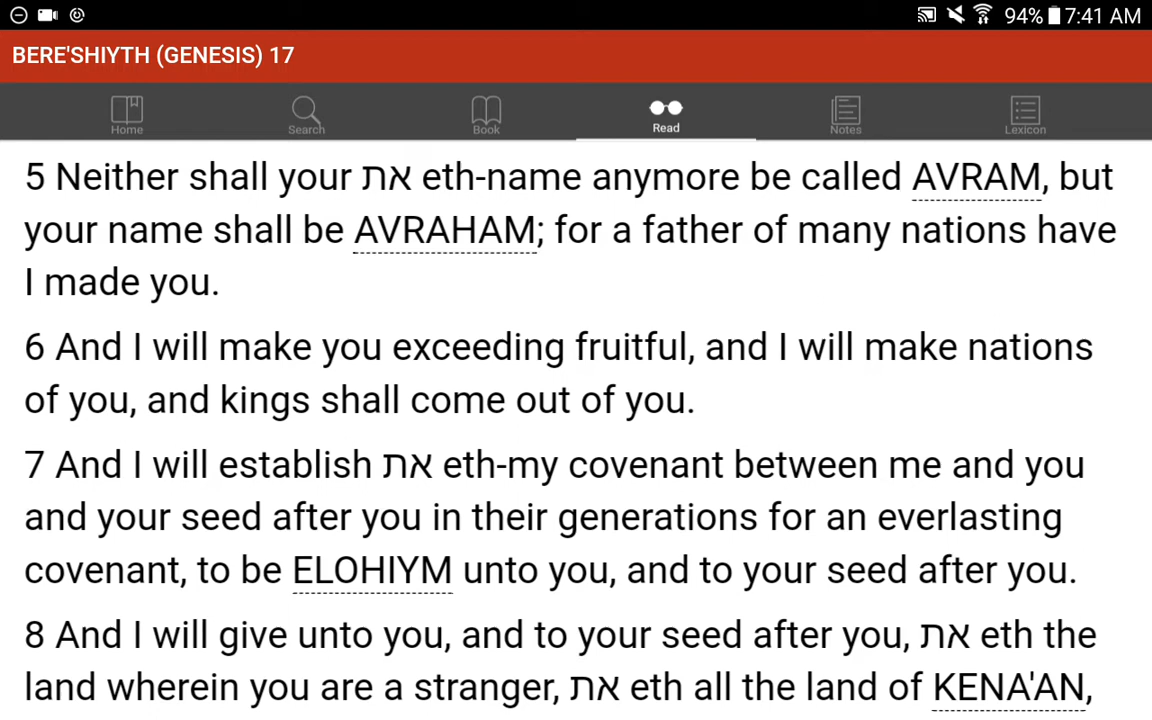 94% 7:41 AM
BERE'SHIYTH (GENESIS) 17
Home Search Book Read Notes Lexicon
5 Neither shall your את eth-name anymore be called AVRAM, but
your name shall be AVRAHAM; for a father of many nations have
I made you.
6 And I will make you exceeding fruitful, and I will make nations
of you, and kings shall come out of you.
7 And I will establish את eth-my covenant between me and you
and your seed after you in their generations for an everlasting
covenant, to be ELOHIYM unto you, and to your seed after you.
8 And I will give unto you, and to your seed after you, את eth the
land wherein you are a stranger, את eth all the land of KENA'AN,